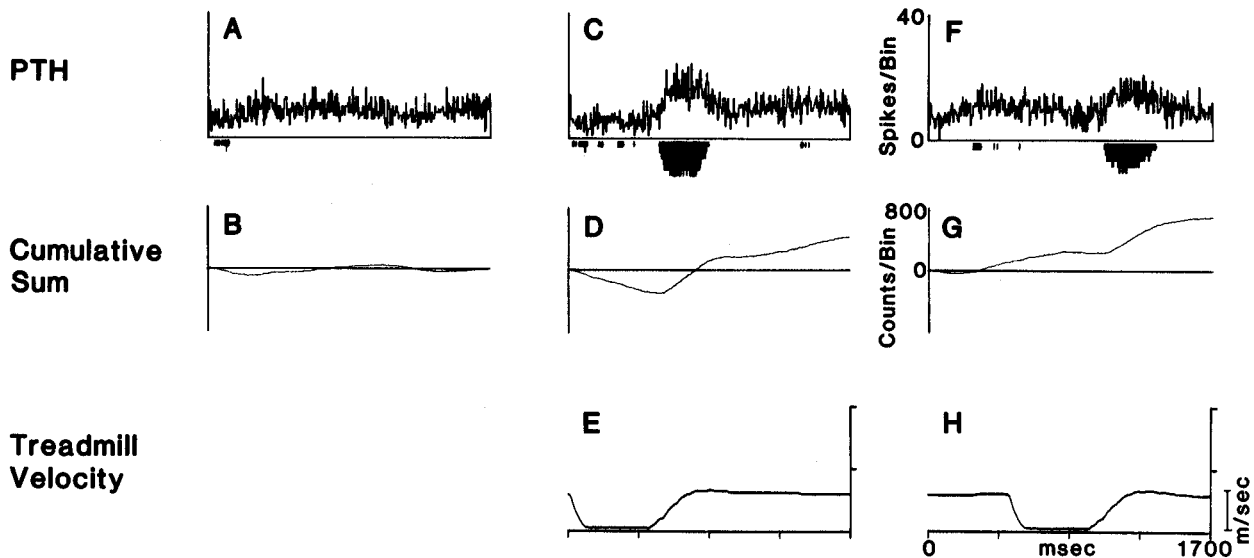 A
C
F
PTH
Spikes/Bin
40
0
B
D
G
Cumulative
Sum
Counts/Bin
800
0
E
H
Treadmill
Velocity
0
msec
1700
m/sec